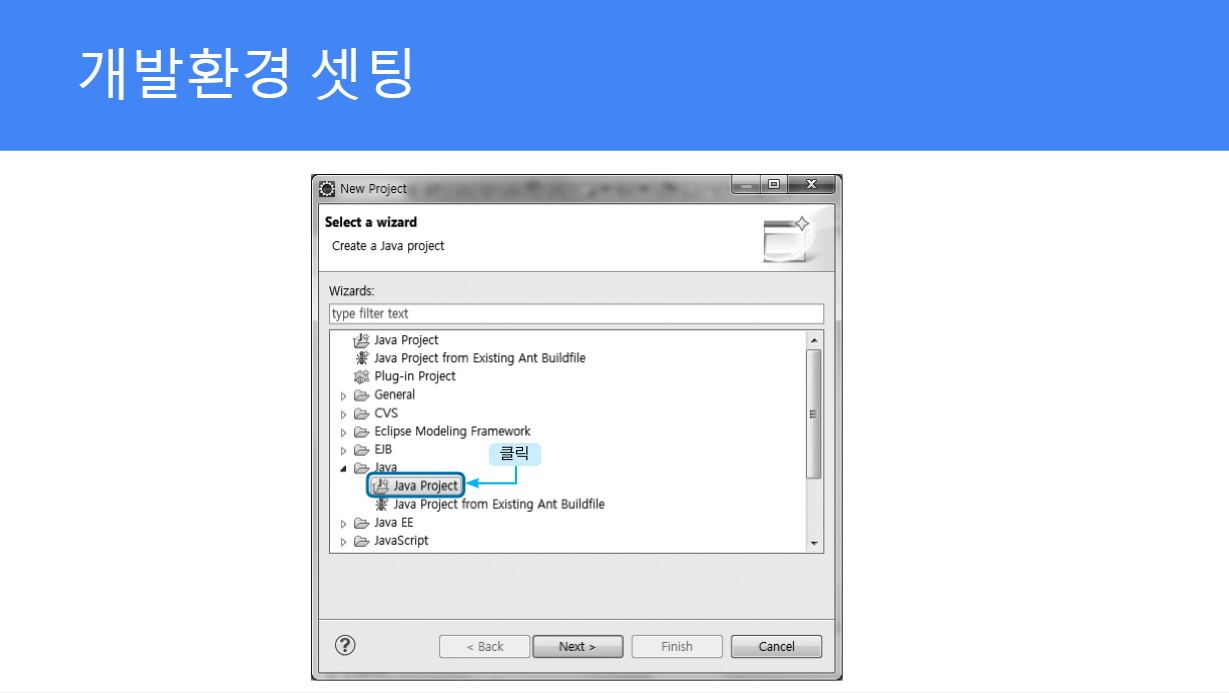 개발환경 셋팅
New Project
Select a wizard
Create a Java project
Wizards:
type filter text
Java Project
Java Project from Existing Ant Buildfile
Plug-in Project
General
CVS
Eclipse Modeling Framework
EJB
클릭
Java
Java Project
Java Project from Existing Ant Buildfile
Java EE
JavaScript
< Back
Next >
Finish
Cancel